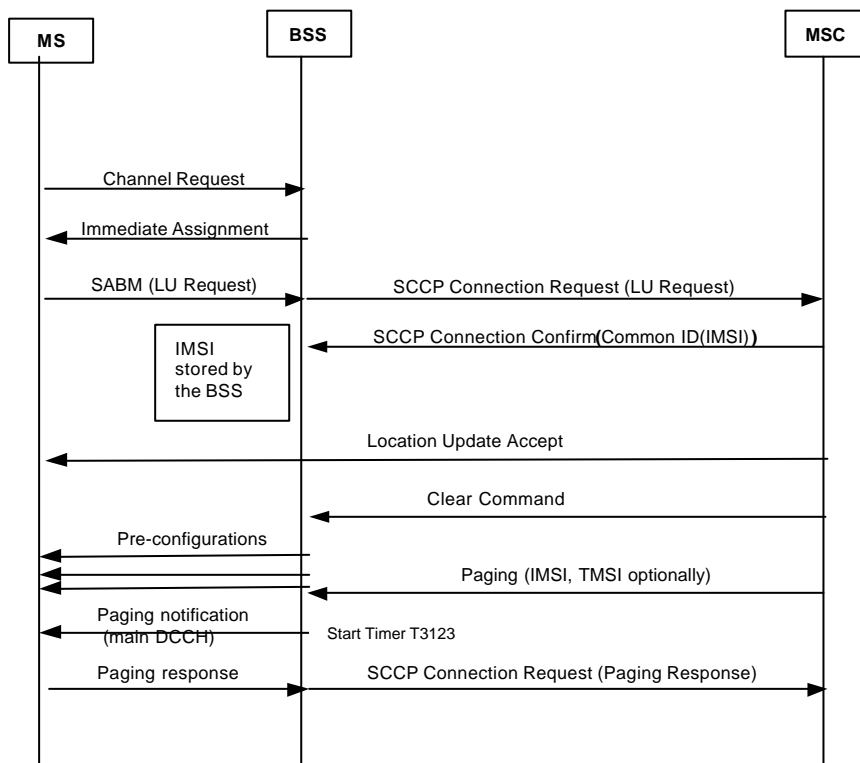 MS
BSS
MSC
Channel Request
Immediate Assignment
SABM (LU Request)
SCCP Connection Request (LU Request)
SCCP Connection Confirm(Common ID(IMSI))
IMSI
stored by
the BSS
Location Update Accept
Clear Command
Pre-configurations
Paging (IMSI, TMSI optionally)
Paging notification
(main DCCH)
Start Timer T3123
Paging response
SCCP Connection Request (Paging Response)